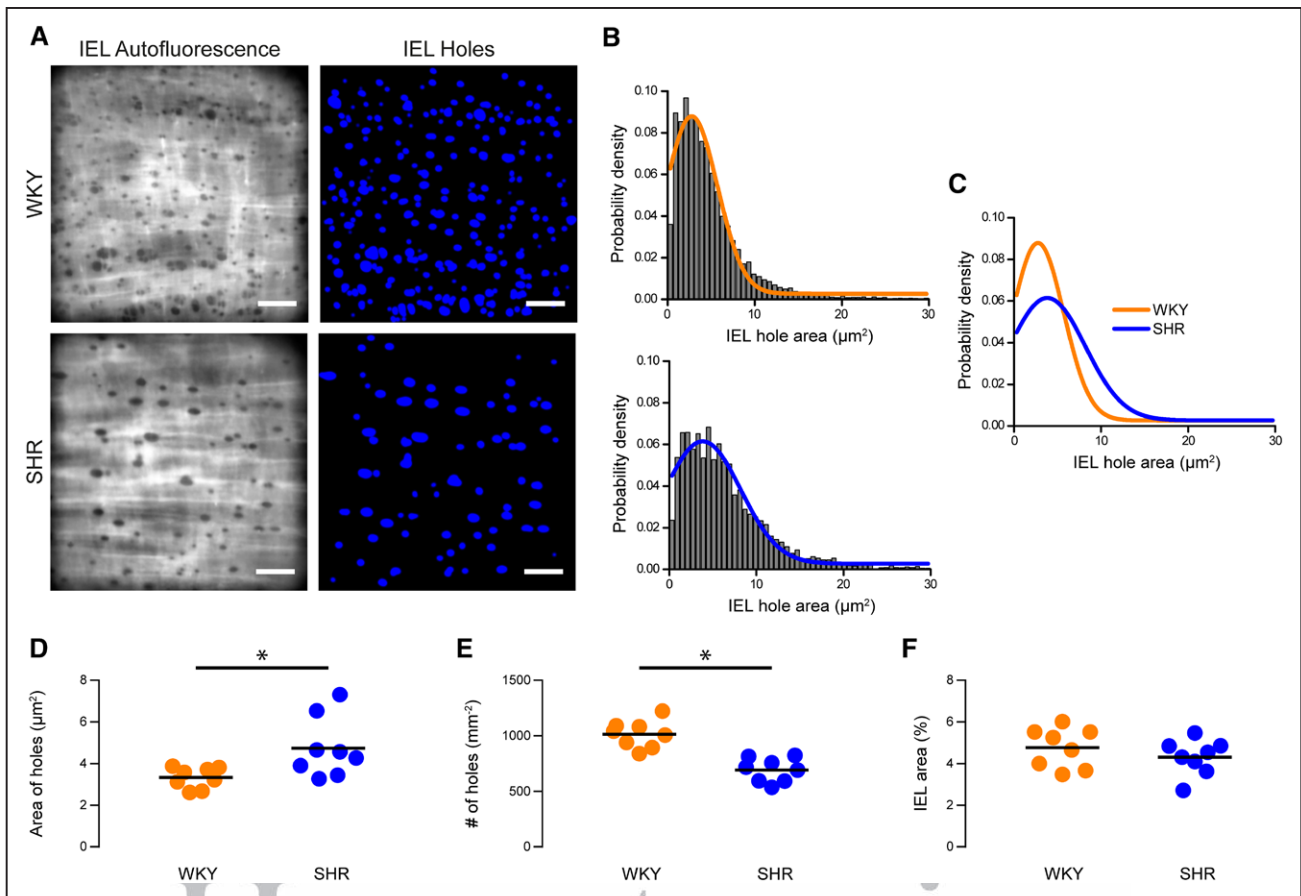 A
IEL Autofluorescence
IEL Holes
WKY
SHR
B
Probability density
0.10
0.08
0.06
0.04
0.02
0.00
0
10
20
30
IEL hole area (µm²)
Probability density
0.10
0.08
0.06
0.04
0.02
0.00
0
10
20
30
IEL hole area (µm²)
C
Probability density
0.10
0.08
0.06
0.04
0.02
0.00
0
10
20
30
WKY
SHR
IEL hole area (µm²)
D
*
Area of holes (µm²)
8
6
4
2
0
WKY
SHR
E
*
# of holes (mm⁻²)
1500
1000
500
0
WKY
SHR
F
IEL area (%)
8
6
4
2
0
WKY
SHR